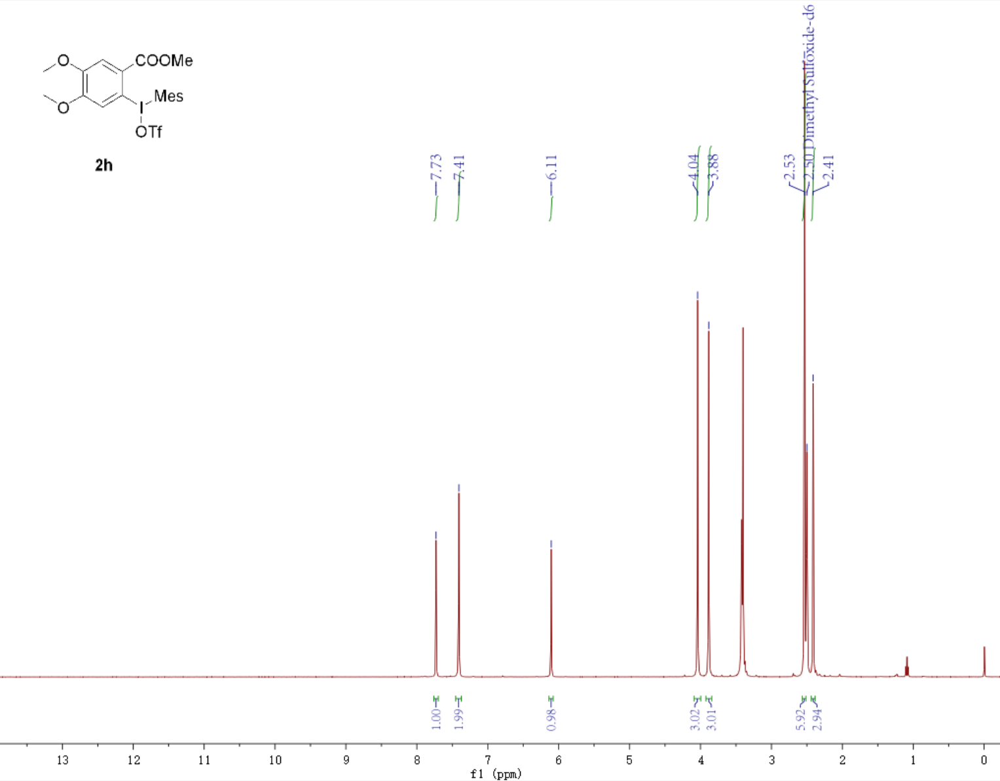 O
COOMe
O
Mes
I
OTf
2h
7.73
7.41
6.11
4.04
3.88
2.53
2.50 Dimethyl Sulfoxide-d6
2.41
1.00
1.99
0.98
3.02
3.01
5.92
2.94
13 12 11 10 9 8 7 6 5 4 3 2 1 0
f1 (ppm)